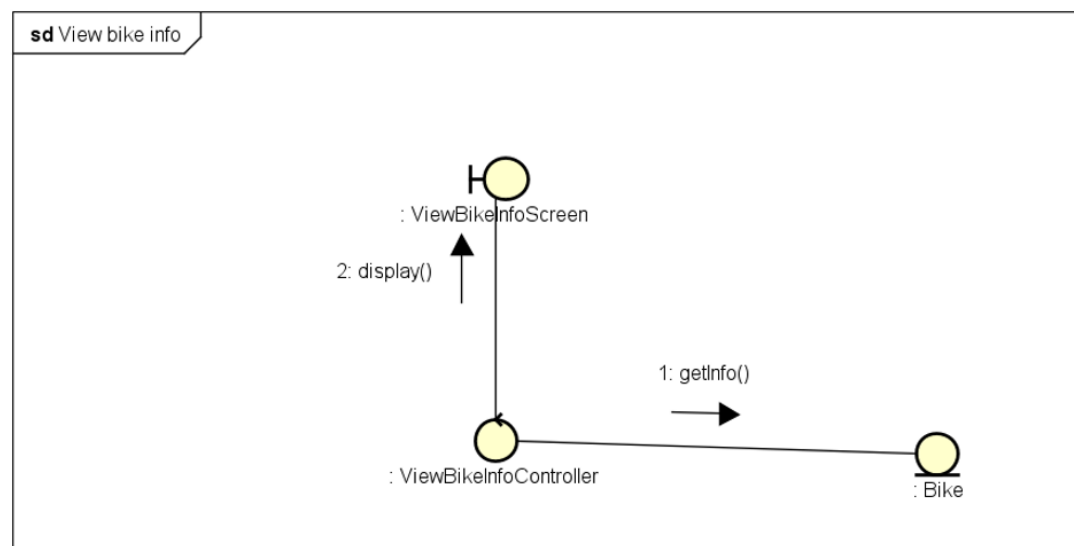 sd View bike info
: ViewBikeInfoScreen
2: display()
1: getInfo()
: ViewBikeInfoController
: Bike